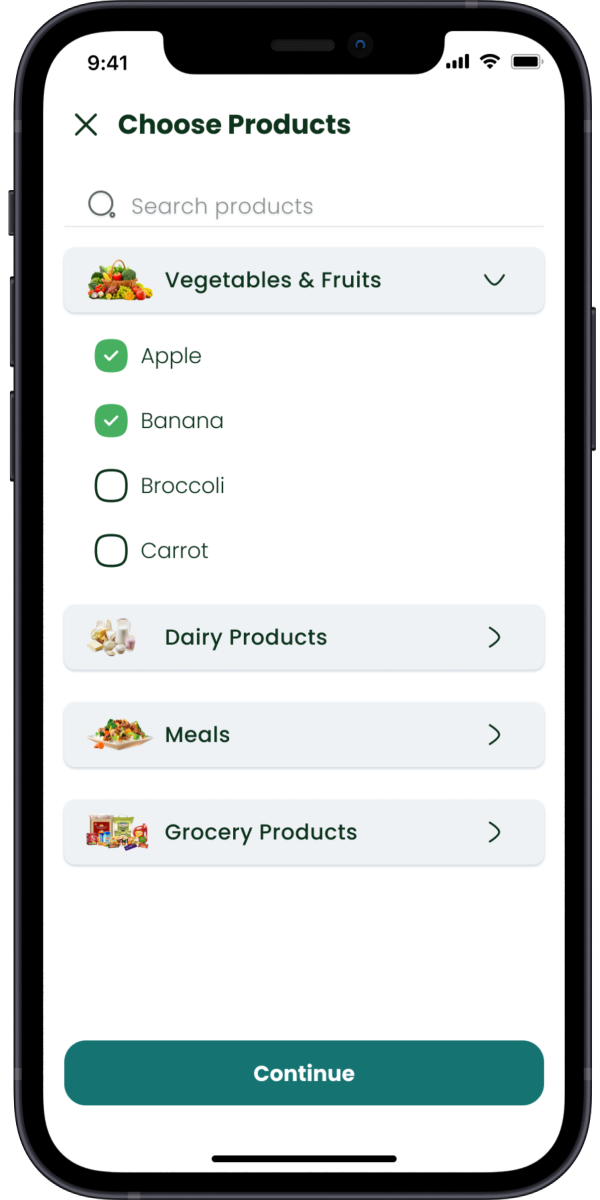 9:41
Choose Products
Search products
Vegetables & Fruits
Apple
Banana
Broccoli
Carrot
Dairy Products
Meals
Grocery Products
Continue